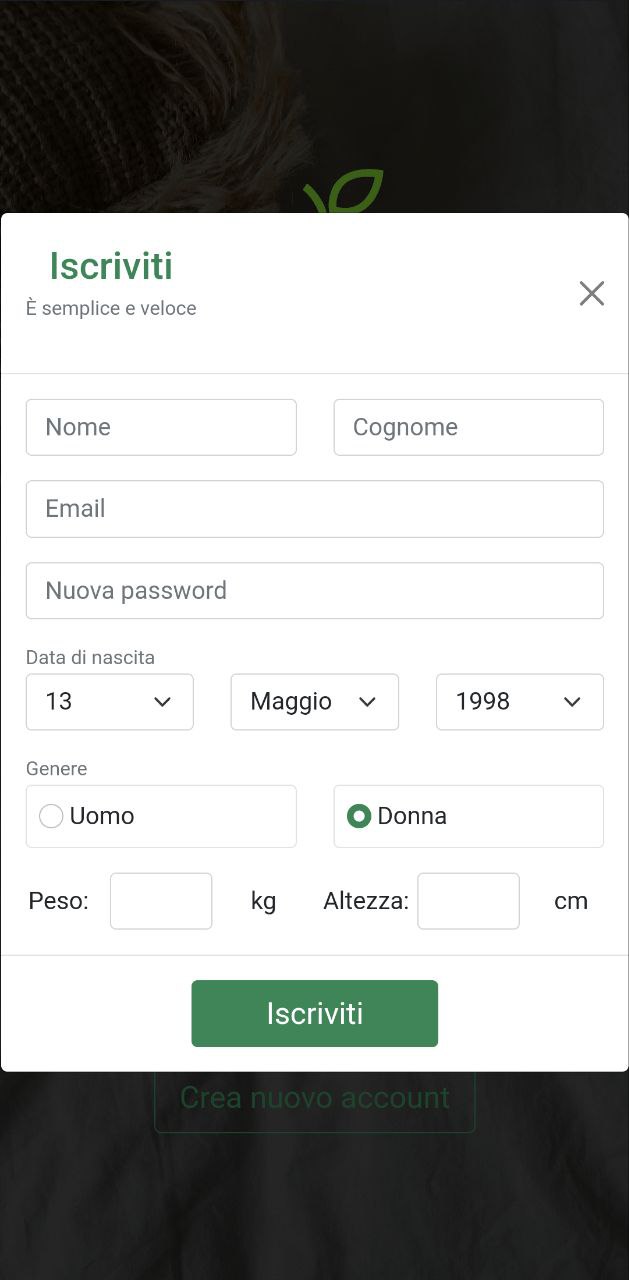 Iscriviti
È semplice e veloce
Nome Cognome
Email
Nuova password
Data di nascita
13 Maggio 1998
Genere
Uomo Donna
Peso: kg Altezza: cm
Iscriviti
Crea nuovo account